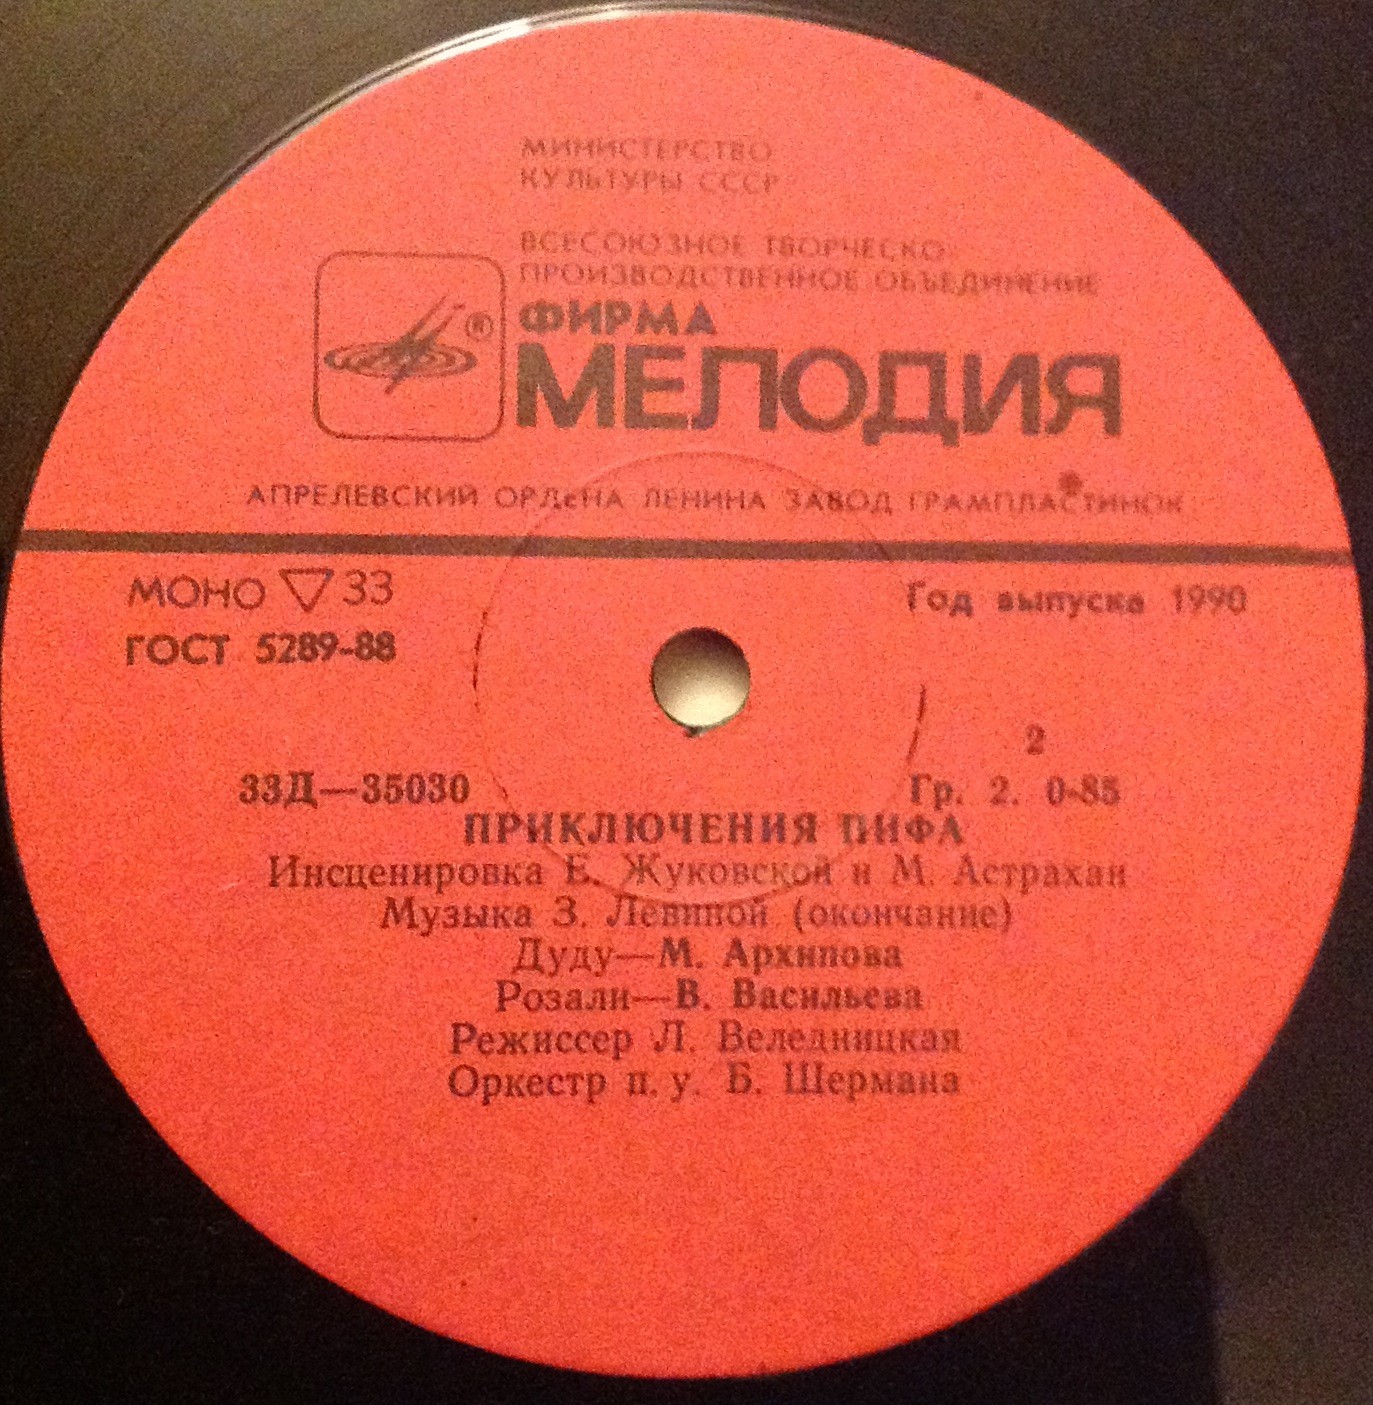 МИНИСТЕРСТВО
КУЛЬТУРЫ СССР
ВСЕСОЮЗНОЕ ТВОРЧЕСКО-
ПРОИЗВОДСТВЕННОЕ ОБЪЕДИНЕНИЕ
ФИРМА
®
МЕЛОДИЯ
АПРЕЛЕВСКИЙ ОРДеНА ЛЕНИНА ЗАВОД ГРАМПЛАСТИНОК
МОНО ▽ 33
Год выпуска 1990
ГОСТ 5289-88
2
33Д—35030
Гр. 2. 0-85
ПРИКЛЮЧЕНИЯ ПИФА
Инсценировка Е. Жуковской и М. Астрахан
Музыка З. Левиной (окончание)
Дуду—М. Архипова
Розали—В. Васильева
Режиссер Л. Веледницкая
Оркестр п. у. Б. Шермана